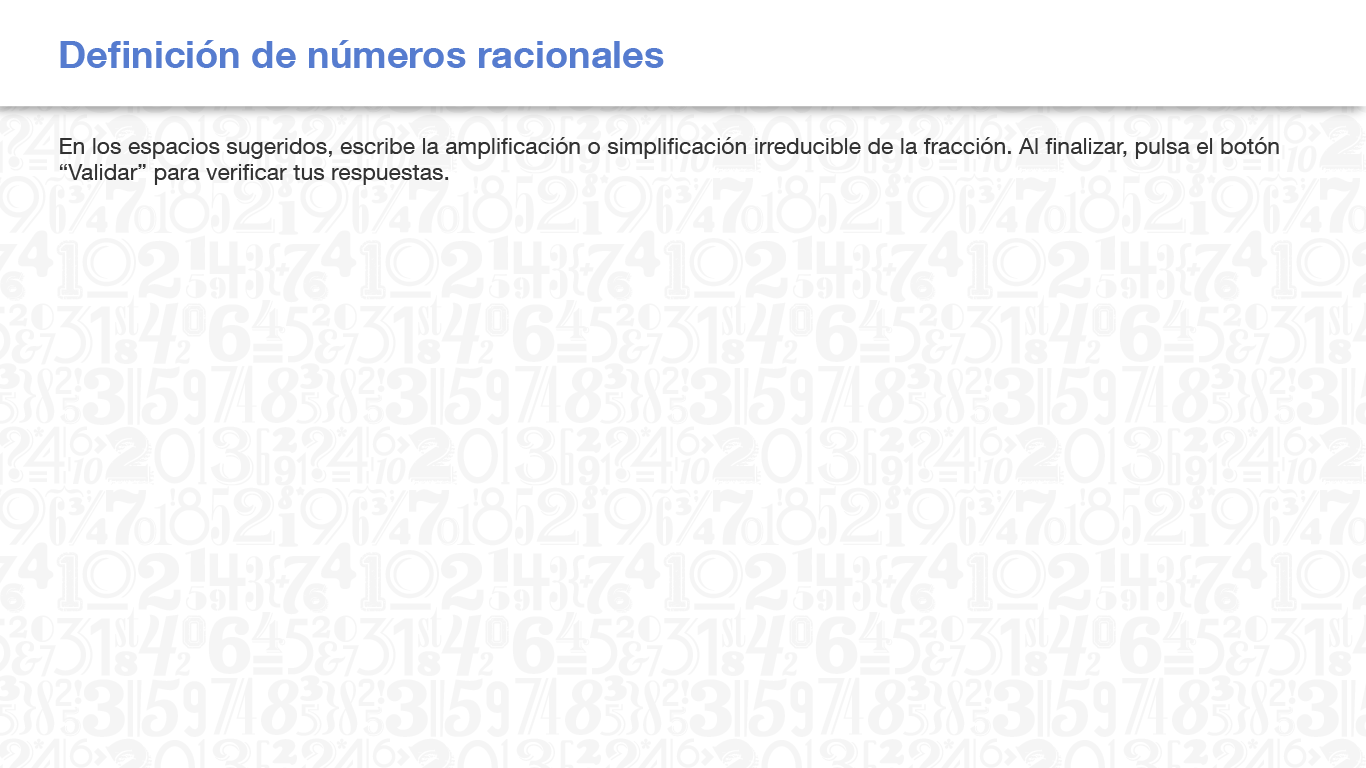 Definición de números racionales
En los espacios sugeridos, escribe la amplificación o simplificación irreducible de la fracción. Al finalizar, pulsa el botón
“Validar” para verificar tus respuestas.